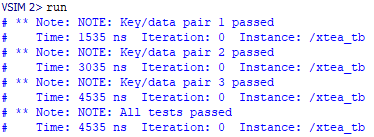 VSIM 2> run
# ** Note: NOTE: Key/data pair 1 passed
#    Time: 1535 ns  Iteration: 0  Instance: /xtea_tb
# ** Note: NOTE: Key/data pair 2 passed
#    Time: 3035 ns  Iteration: 0  Instance: /xtea_tb
# ** Note: NOTE: Key/data pair 3 passed
#    Time: 4535 ns  Iteration: 0  Instance: /xtea_tb
# ** Note: NOTE: All tests passed
#    Time: 4535 ns  Iteration: 0  Instance: /xtea_tb